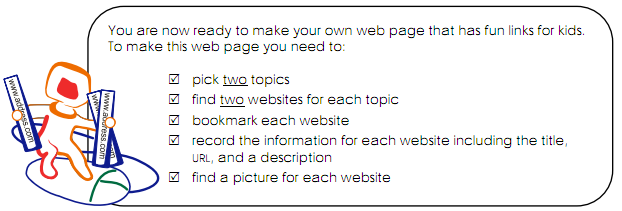 You are now ready to make your own web page that has fun links for kids.
To make this web page you need to:
☑ pick two topics
☑ find two websites for each topic
☑ bookmark each website
☑ record the information for each website including the title,
URL, and a description
☑ find a picture for each website
www.address.com
www.address.com